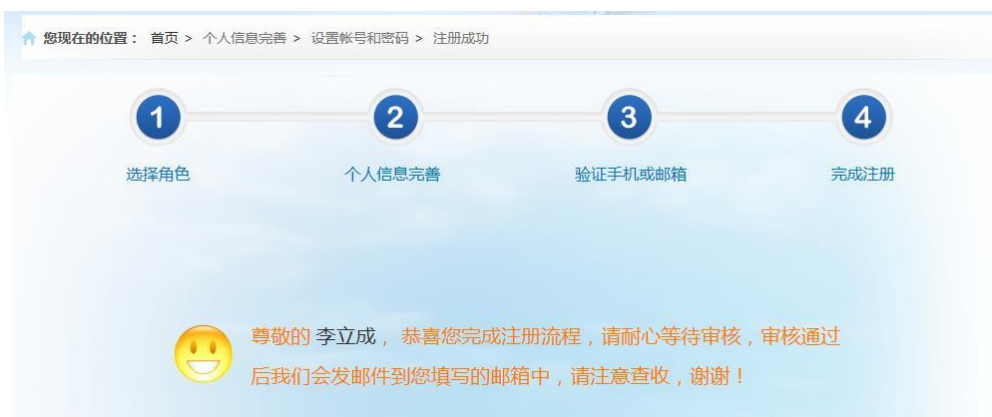 您现在的位置： 首页 > 个人信息完善 > 设置帐号和密码 > 注册成功
1 2 3 4
选择角色 个人信息完善 验证手机或邮箱 完成注册
尊敬的 李立成 ，恭喜您完成注册流程，请耐心等待审核，审核通过
后我们会发邮件到您填写的邮箱中，请注意查收，谢谢！